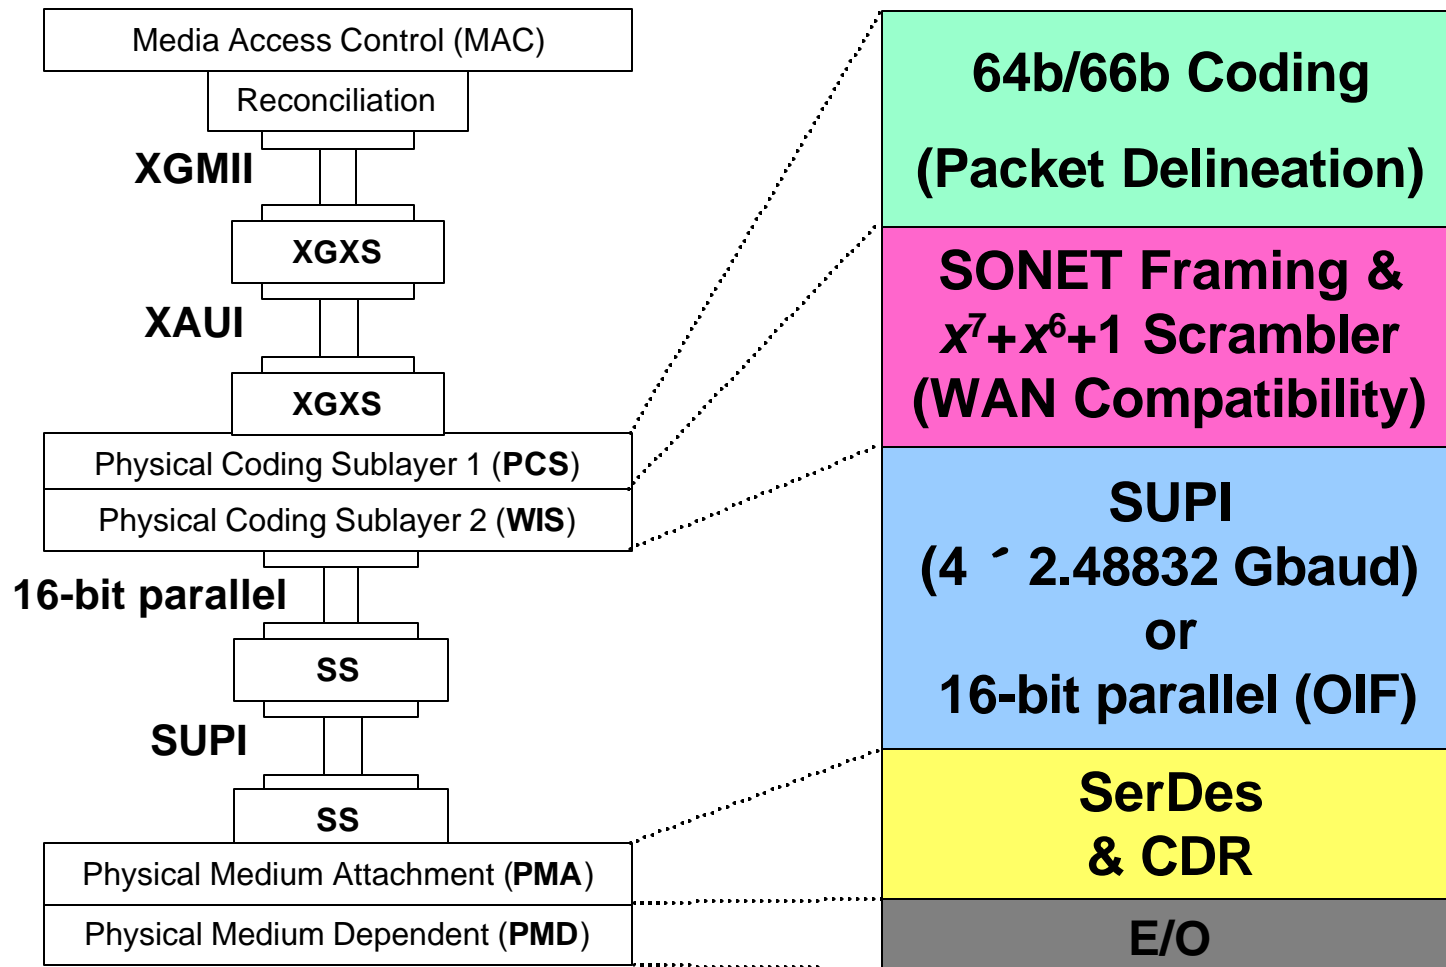 Media Access Control (MAC)
Reconciliation
XGMII
XGXS
XAUI
XGXS
Physical Coding Sublayer 1 (PCS)
Physical Coding Sublayer 2 (WIS)
16-bit parallel
SS
SUPI
SS
Physical Medium Attachment (PMA)
Physical Medium Dependent (PMD)
64b/66b Coding
(Packet Delineation)
SONET Framing &
x⁷+x⁶+1 Scrambler
(WAN Compatibility)
SUPI
(4 ´ 2.48832 Gbaud)
or
16-bit parallel (OIF)
SerDes
& CDR
E/O